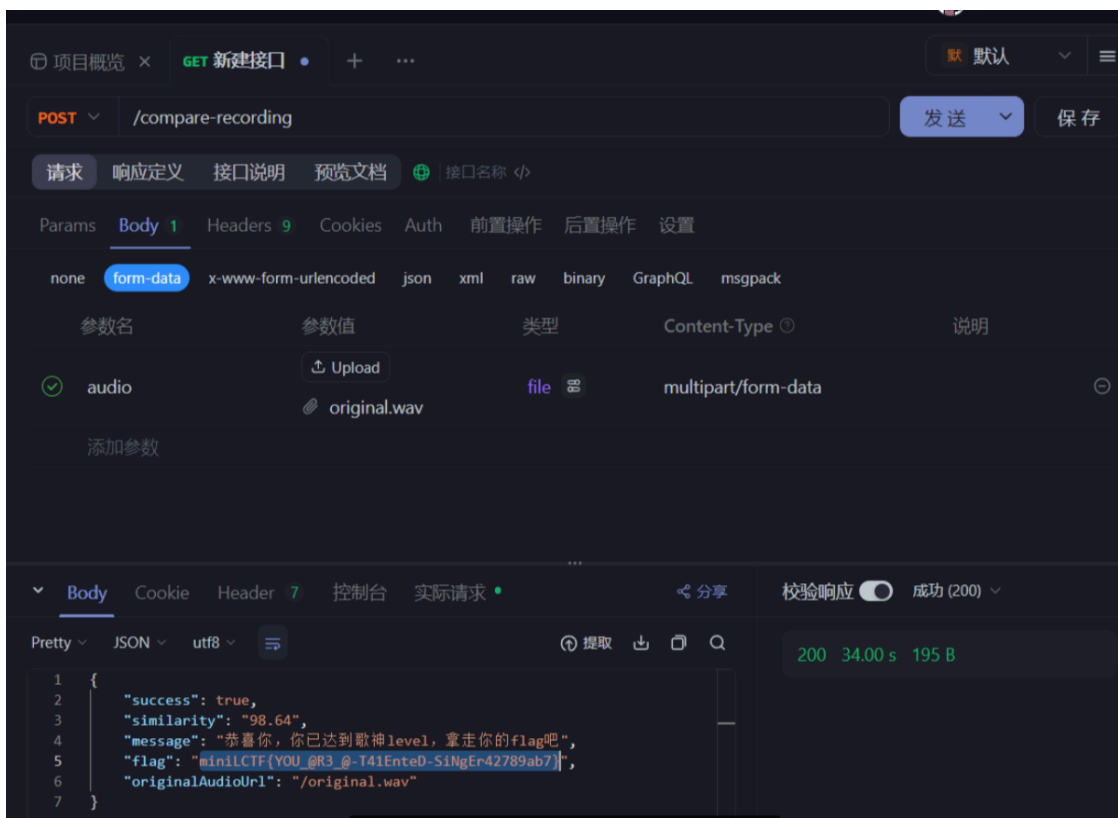 项目概览 × GET 新建接口 • + ··· 默 默认
POST /compare-recording 发送 保存
请求 响应定义 接口说明 预览文档 接口名称 </>
Params Body 1 Headers 9 Cookies Auth 前置操作 后置操作 设置
none form-data x-www-form-urlencoded json xml raw binary GraphQL msgpack
参数名 参数值 类型 Content-Type 说明
Upload
audio file multipart/form-data
original.wav
添加参数
Body Cookie Header 7 控制台 实际请求 • 分享 校验响应 成功 (200)
Pretty JSON utf8 提取
200 34.00 s 195 B
1 {
2 "success": true,
3 "similarity": "98.64",
4 "message": "恭喜你，你已达到歌神level，拿走你的flag吧",
5 "flag": "miniLCTF{YOU_@R3_@-T41EnteD-SiNgEr42789ab7}",
6 "originalAudioUrl": "/original.wav"
7 }